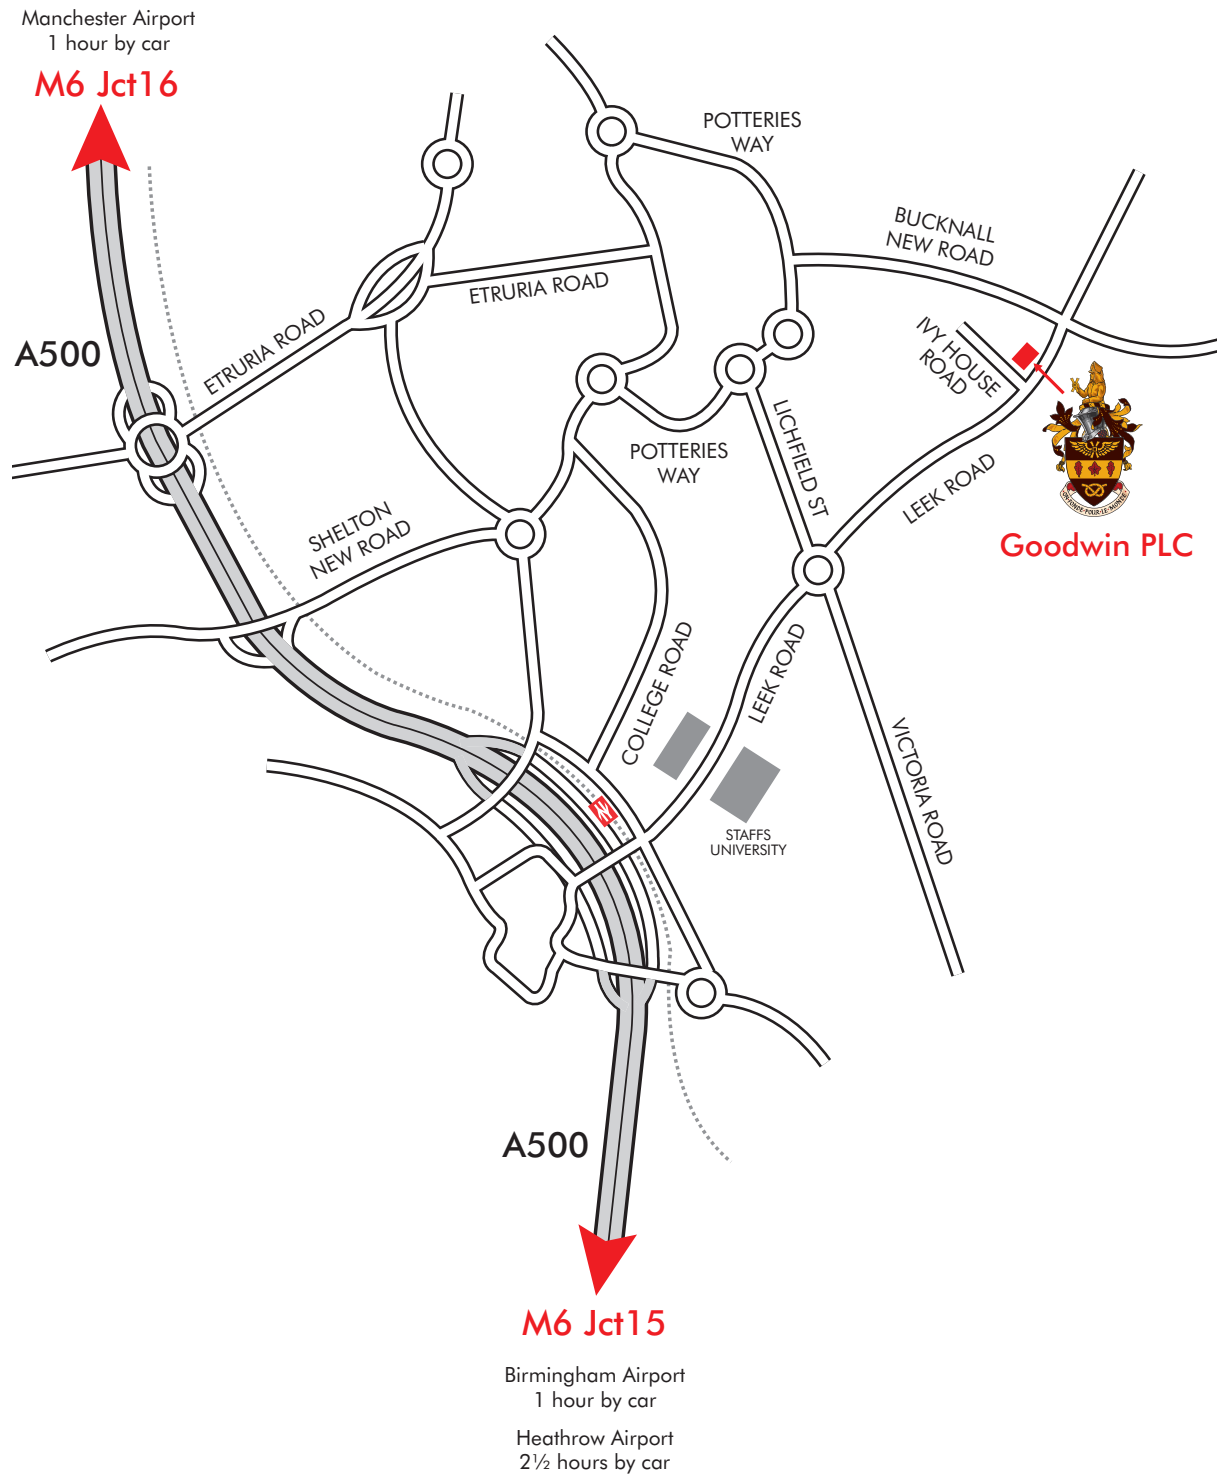 Manchester Airport
1 hour by car
M6 Jct16
POTTERIES
WAY
BUCKNALL
NEW ROAD
ETRURIA ROAD
ETRURIA ROAD
A500
IVY HOUSE
ROAD
LICHFIELD ST
POTTERIES
WAY
LEEK ROAD
SHELTON
NEW ROAD
Goodwin PLC
COLLEGE ROAD
LEEK ROAD
VICTORIA ROAD
STAFFS
UNIVERSITY
A500
M6 Jct15
Birmingham Airport
1 hour by car
Heathrow Airport
2½ hours by car